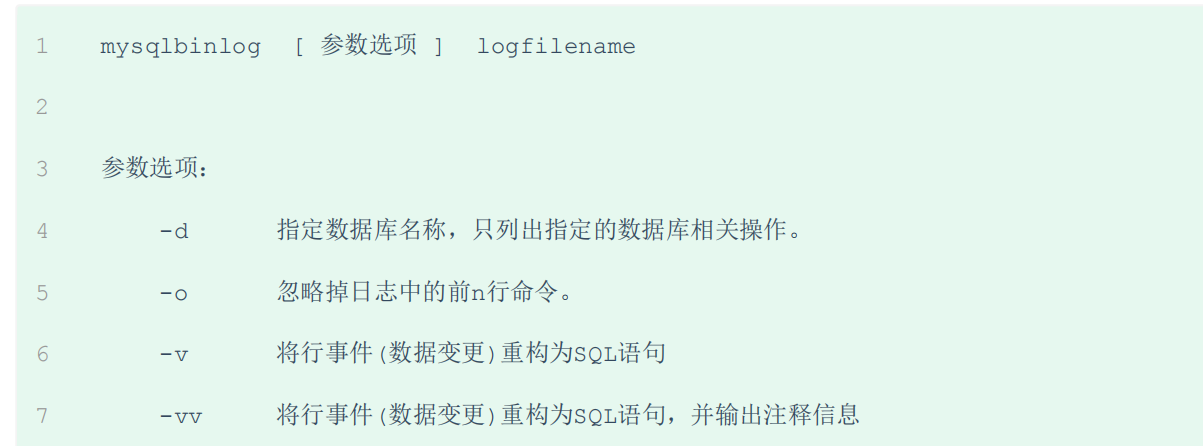 1 mysqlbinlog [ 参数选项 ] logfilename
2
3 参数选项：
4 -d 指定数据库名称，只列出指定的数据库相关操作。
5 -o 忽略掉日志中的前n行命令。
6 -v 将行事件(数据变更)重构为SQL语句
7 -vv 将行事件(数据变更)重构为SQL语句，并输出注释信息